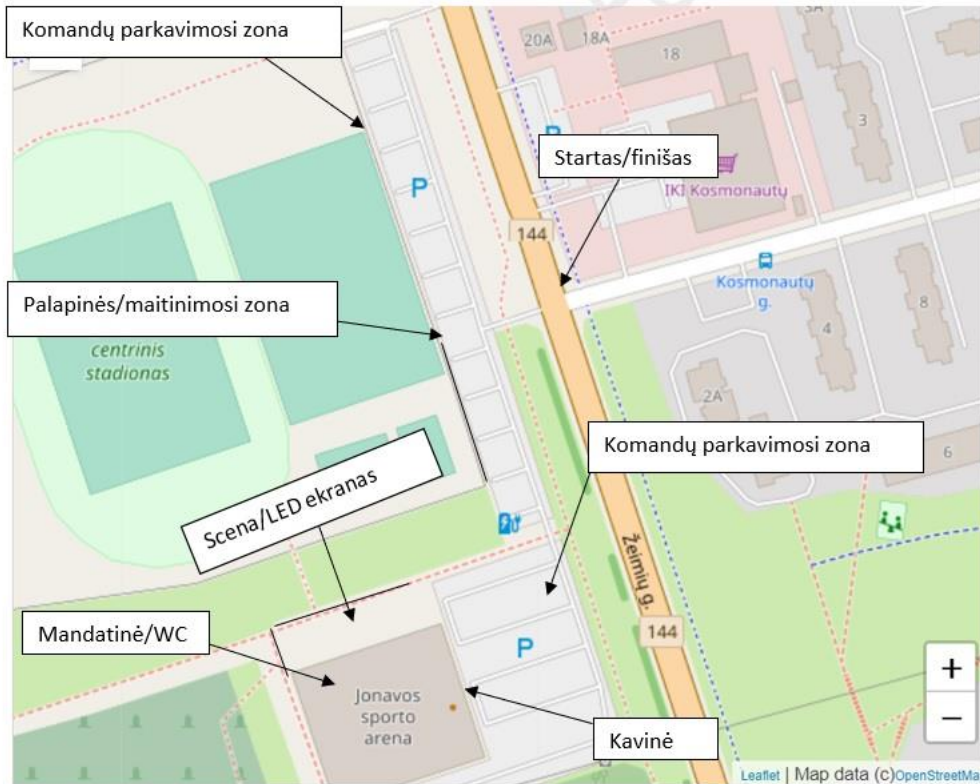 Komandų parkavimosi zona
20A
18A
18
3A
3
P
P
Startas/finišas
IKI Kosmonautų
144
Kosmonautų
g.
Palapinės/maitinimosi zona
centrinis
stadionas
4
8
2A
6
Komandų parkavimosi zona
Scena/LED ekranas
Žeimių g.
144
Mandatinė/WC
P
Jonavos
sporto
arena
Kavinė
+
−
Leaflet | Map data (c)OpenStreetMa